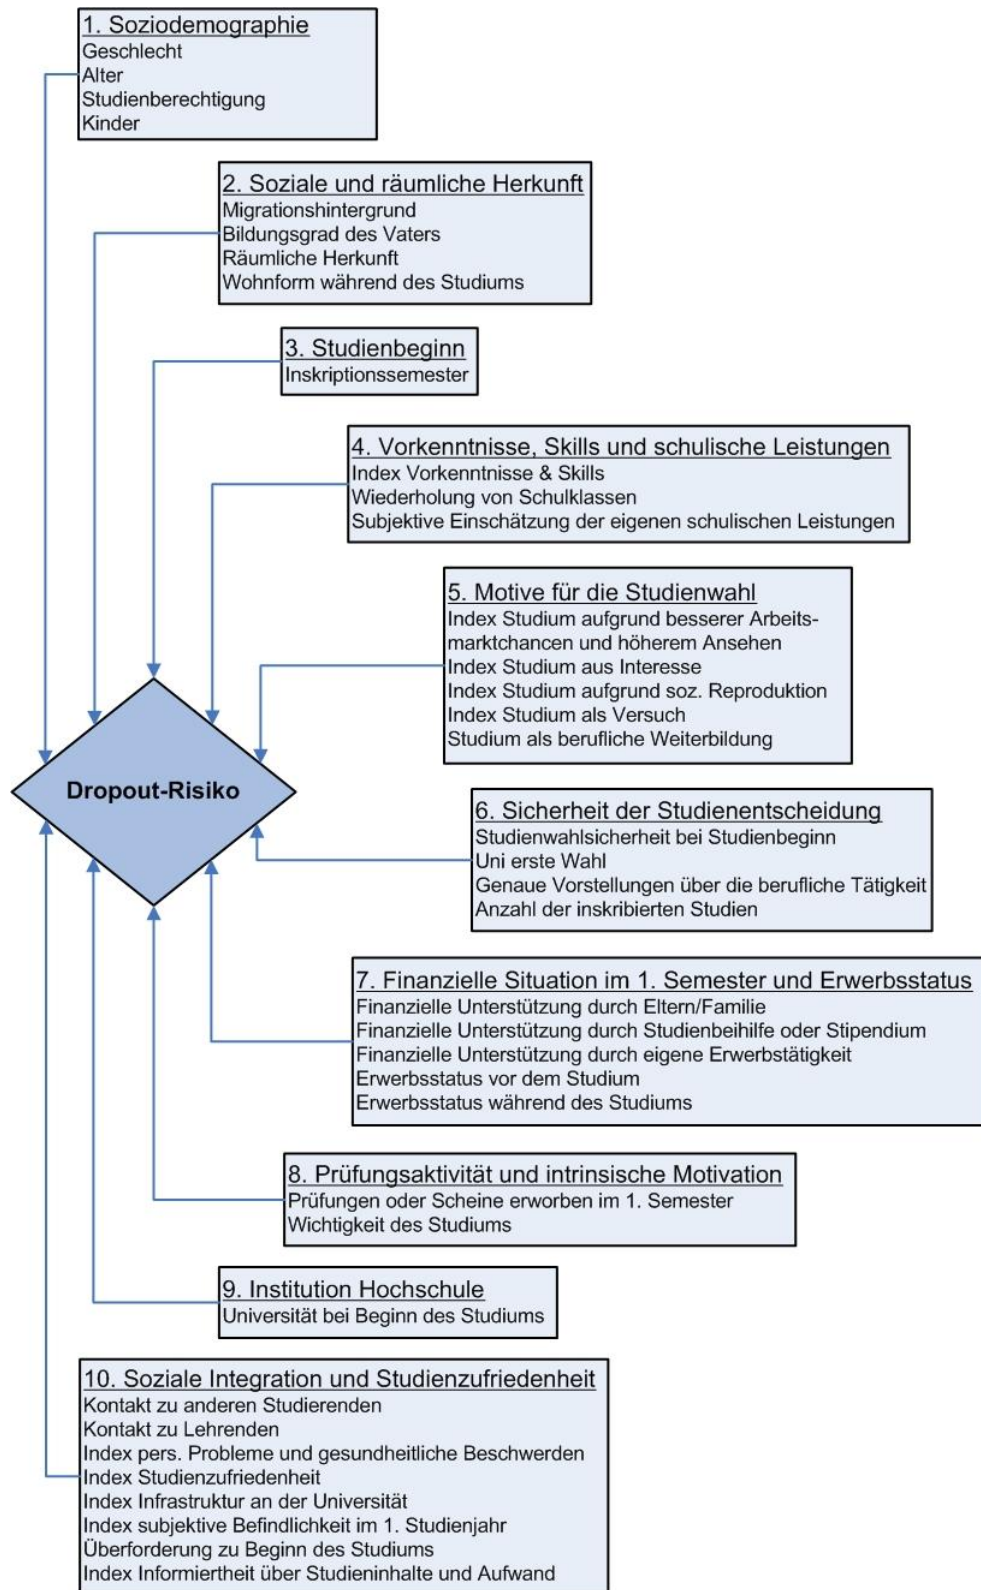 1. Soziodemographie
Geschlecht
Alter
Studienberechtigung
Kinder
2. Soziale und räumliche Herkunft
Migrationshintergrund
Bildungsgrad des Vaters
Räumliche Herkunft
Wohnform während des Studiums
3. Studienbeginn
Inskriptionssemester
4. Vorkenntnisse, Skills und schulische Leistungen
Index Vorkenntnisse & Skills
Wiederholung von Schulklassen
Subjektive Einschätzung der eigenen schulischen Leistungen
5. Motive für die Studienwahl
Index Studium aufgrund besserer Arbeits-
marktchancen und höherem Ansehen
Index Studium aus Interesse
Index Studium aufgrund soz. Reproduktion
Index Studium als Versuch
Studium als berufliche Weiterbildung
Dropout-Risiko
6. Sicherheit der Studienentscheidung
Studienwahlsicherheit bei Studienbeginn
Uni erste Wahl
Genaue Vorstellungen über die berufliche Tätigkeit
Anzahl der inskribierten Studien
7. Finanzielle Situation im 1. Semester und Erwerbsstatus
Finanzielle Unterstützung durch Eltern/Familie
Finanzielle Unterstützung durch Studienbeihilfe oder Stipendium
Finanzielle Unterstützung durch eigene Erwerbstätigkeit
Erwerbsstatus vor dem Studium
Erwerbsstatus während des Studiums
8. Prüfungsaktivität und intrinsische Motivation
Prüfungen oder Scheine erworben im 1. Semester
Wichtigkeit des Studiums
9. Institution Hochschule
Universität bei Beginn des Studiums
10. Soziale Integration und Studienzufriedenheit
Kontakt zu anderen Studierenden
Kontakt zu Lehrenden
Index pers. Probleme und gesundheitliche Beschwerden
Index Studienzufriedenheit
Index Infrastruktur an der Universität
Index subjektive Befindlichkeit im 1. Studienjahr
Überforderung zu Beginn des Studiums
Index Informiertheit über Studieninhalte und Aufwand